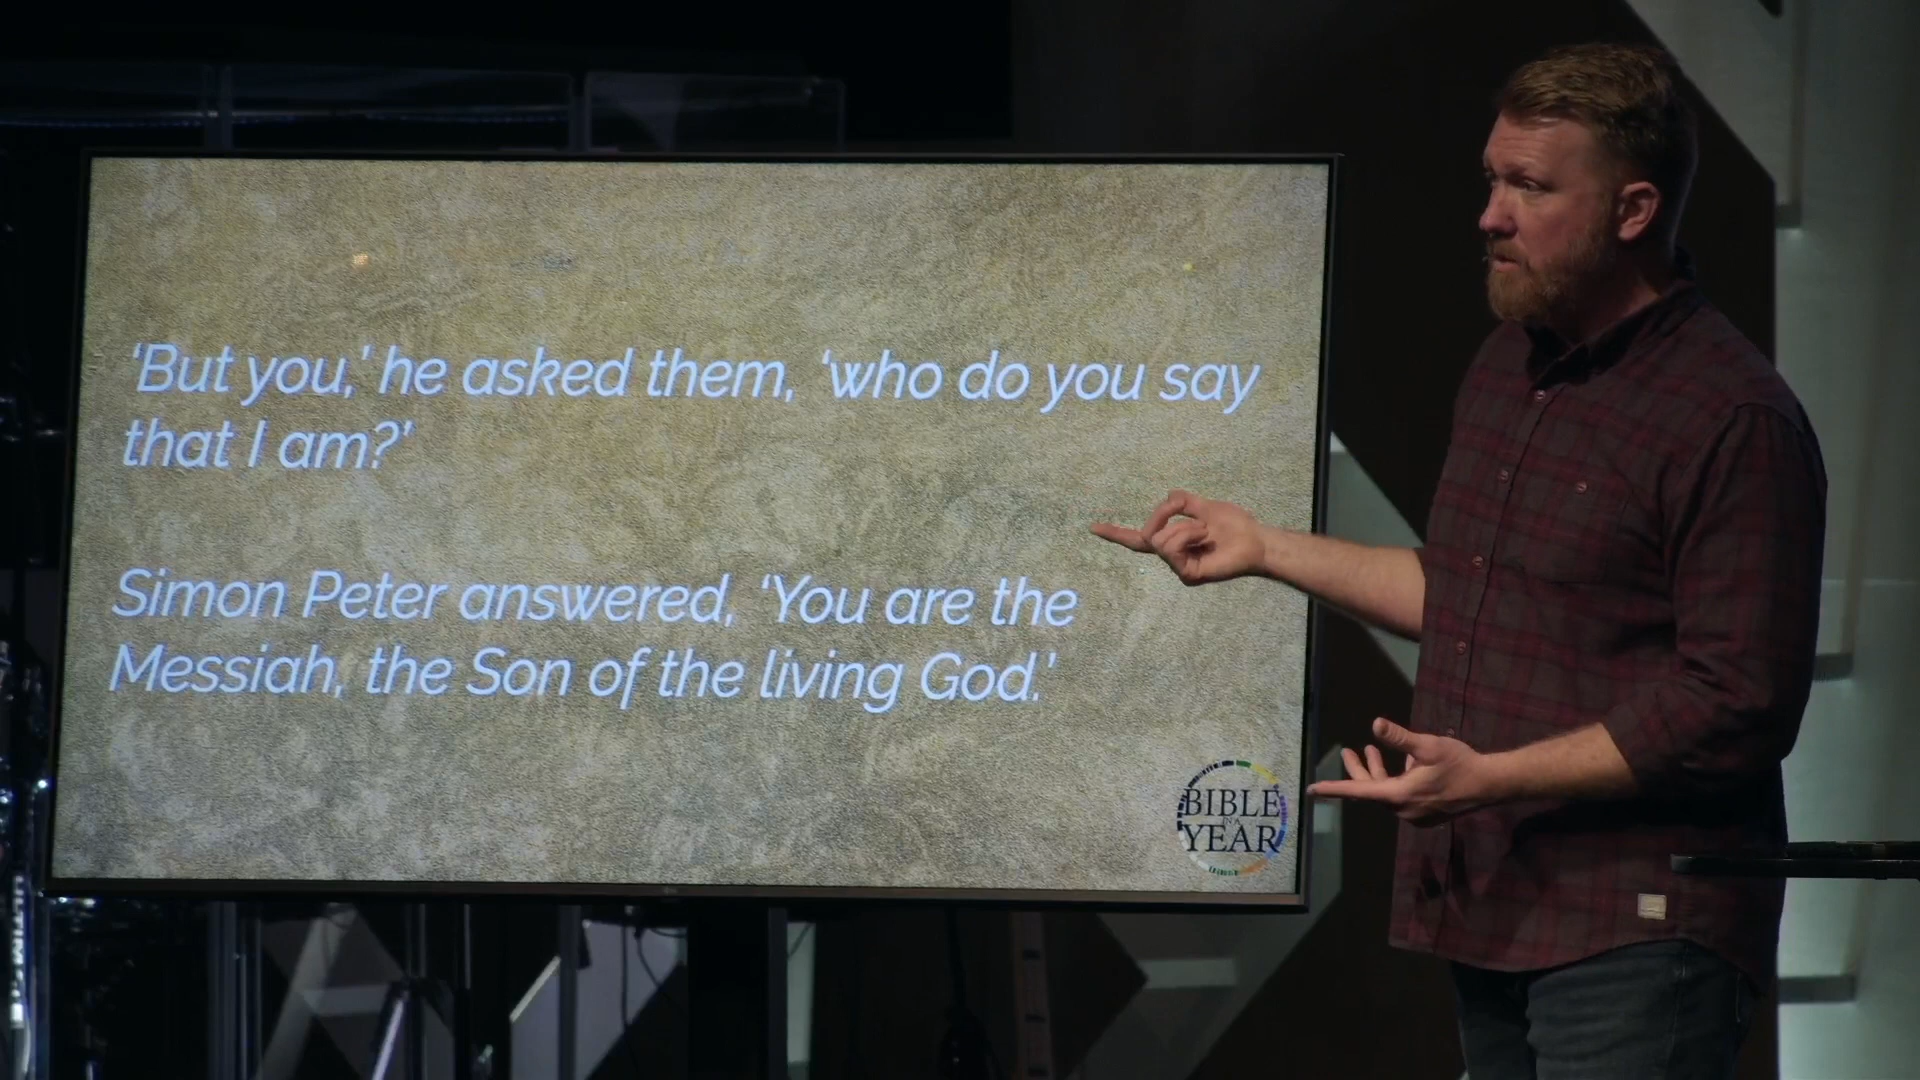 ‘But you,’ he asked them, ‘who do you say
that I am?’
Simon Peter answered, ‘You are the
Messiah, the Son of the living God.’
BIBLE
IN A
YEAR